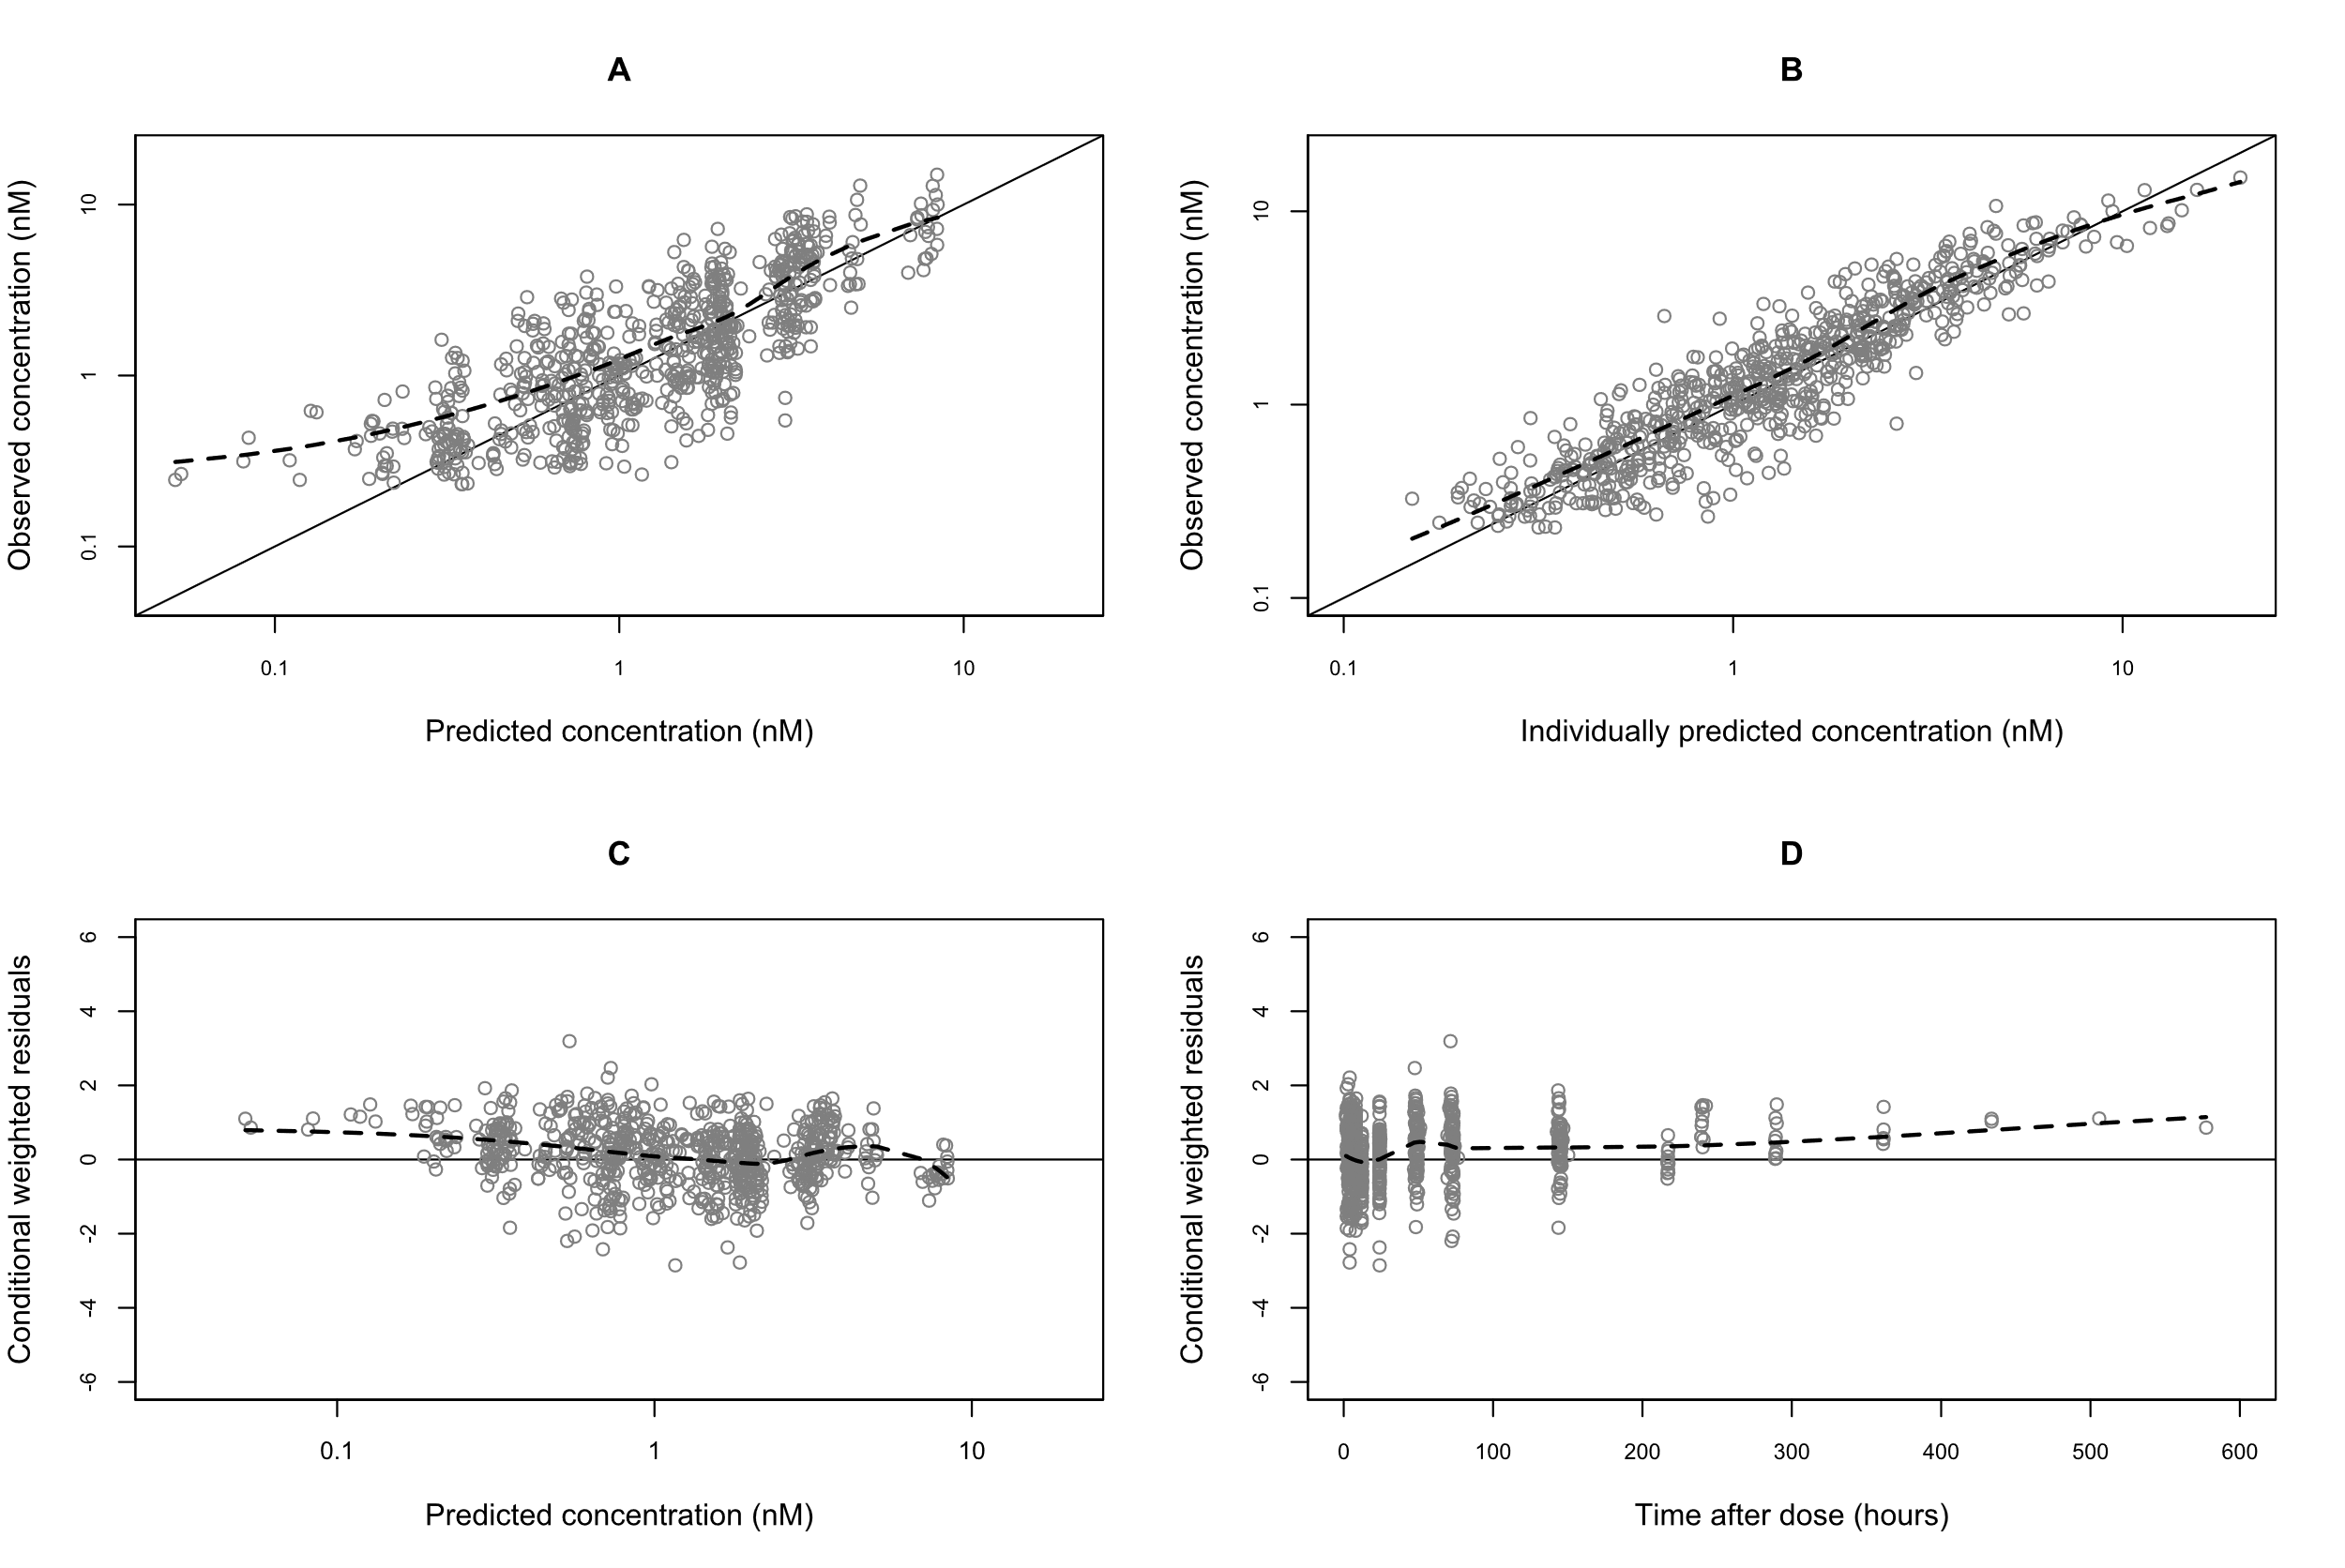 A
Observed concentration (nM)
10
1
0.1
0.1 1 10
Predicted concentration (nM)
B
Observed concentration (nM)
10
1
0.1
0.1 1 10
Individually predicted concentration (nM)
C
Conditional weighted residuals
6
4
2
0
-2
-4
-6
0.1 1 10
Predicted concentration (nM)
D
Conditional weighted residuals
6
4
2
0
-2
-4
-6
0 100 200 300 400 500 600
Time after dose (hours)